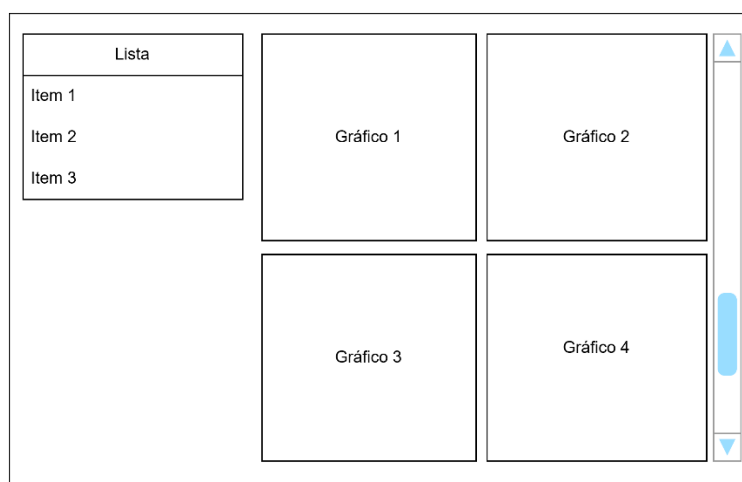 Lista
Item 1
Item 2
Item 3
Gráfico 1
Gráfico 2
Gráfico 3
Gráfico 4